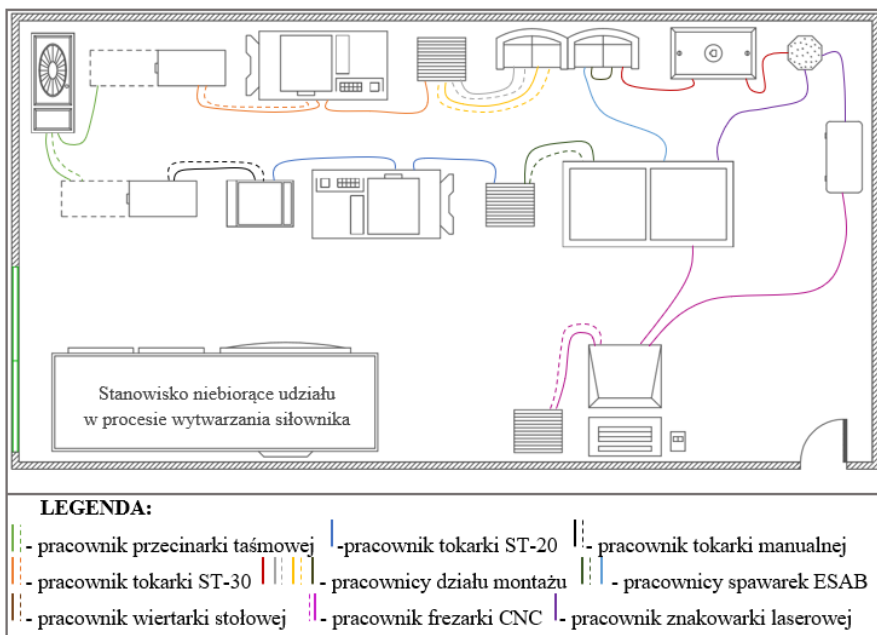 Stanowisko niebiorące udziału
w procesie wytwarzania siłownika
LEGENDA:
- pracownik przecinarki taśmowej -pracownik tokarki ST-20 - pracownik tokarki manualnej
- pracownik tokarki ST-30 - pracownicy działu montażu - pracownicy spawarek ESAB
- pracownik wiertarki stołowej - pracownik frezarki CNC - pracownik znakowarki laserowej